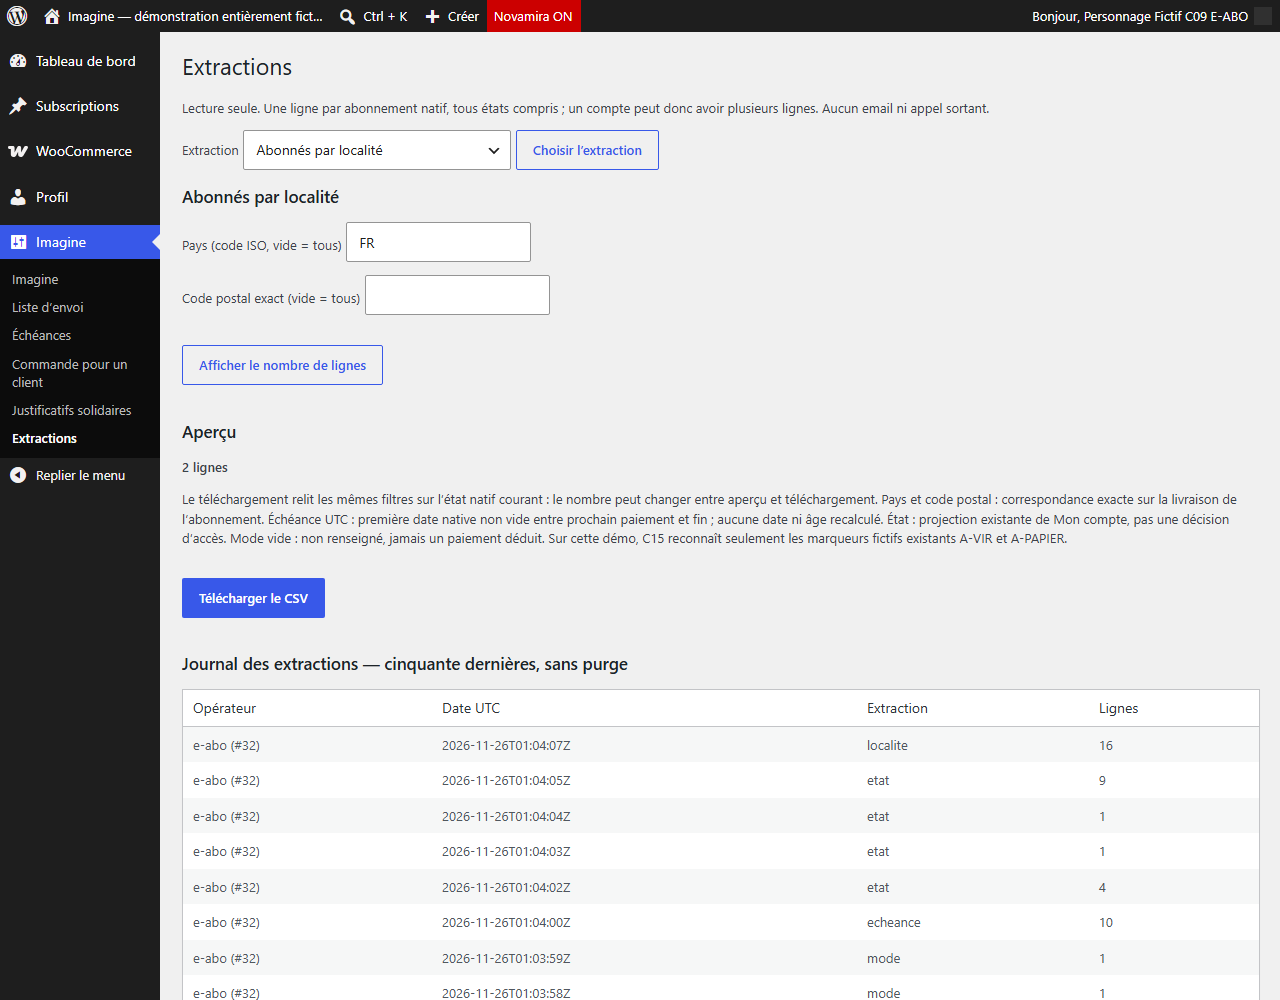 Imagine — démonstration entièrement fict...
Ctrl + K
Créer
Novamira ON
Bonjour, Personnage Fictif C09 E-ABO
Tableau de bord
Subscriptions
WooCommerce
Profil
Imagine
Imagine
Liste d’envoi
Échéances
Commande pour un
client
Justificatifs solidaires
Extractions
Replier le menu
Extractions
Lecture seule. Une ligne par abonnement natif, tous états compris ; un compte peut donc avoir plusieurs lignes. Aucun email ni appel sortant.
Extraction Abonnés par localité Choisir l’extraction
Abonnés par localité
Pays (code ISO, vide = tous) FR
Code postal exact (vide = tous)
Afficher le nombre de lignes
Aperçu
2 lignes
Le téléchargement relit les mêmes filtres sur l’état natif courant : le nombre peut changer entre aperçu et téléchargement. Pays et code postal : correspondance exacte sur la livraison de
l’abonnement. Échéance UTC : première date native non vide entre prochain paiement et fin ; aucune date ni âge recalculé. État : projection existante de Mon compte, pas une décision
d’accès. Mode vide : non renseigné, jamais un paiement déduit. Sur cette démo, C15 reconnaît seulement les marqueurs fictifs existants A-VIR et A-PAPIER.
Télécharger le CSV
Journal des extractions — cinquante dernières, sans purge
Opérateur Date UTC Extraction Lignes
e-abo (#32) 2026-11-26T01:04:07Z localite 16
e-abo (#32) 2026-11-26T01:04:05Z etat 9
e-abo (#32) 2026-11-26T01:04:04Z etat 1
e-abo (#32) 2026-11-26T01:04:03Z etat 1
e-abo (#32) 2026-11-26T01:04:02Z etat 4
e-abo (#32) 2026-11-26T01:04:00Z echeance 10
e-abo (#32) 2026-11-26T01:03:59Z mode 1
e-abo (#32) 2026-11-26T01:03:58Z mode 1